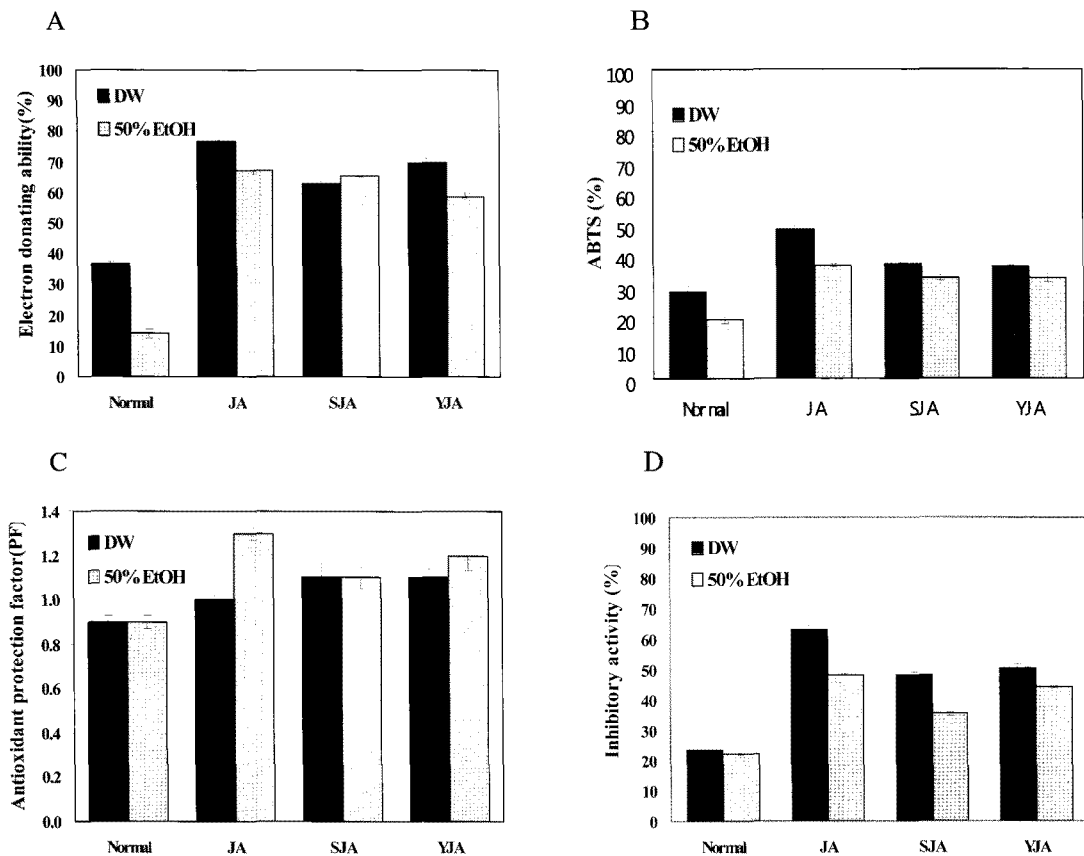 A
Electron donating ability(%)
100
90
80
70
60
50
40
30
20
10
0
DW
50% EtOH
Normal JA SJA YJA
B
ABTS (%)
100
90
80
70
60
50
40
30
20
10
0
DW
50% EtOH
Normal JA SJA YJA
C
Antioxidant protection factor(PF)
1.4
1.2
1.0
0.8
0.6
0.4
0.2
0.0
DW
50% EtOH
Normal JA SJA YJA
D
Inhibitory activity (%)
100
90
80
70
60
50
40
30
20
10
0
DW
50% EtOH
Normal JA SJA YJA